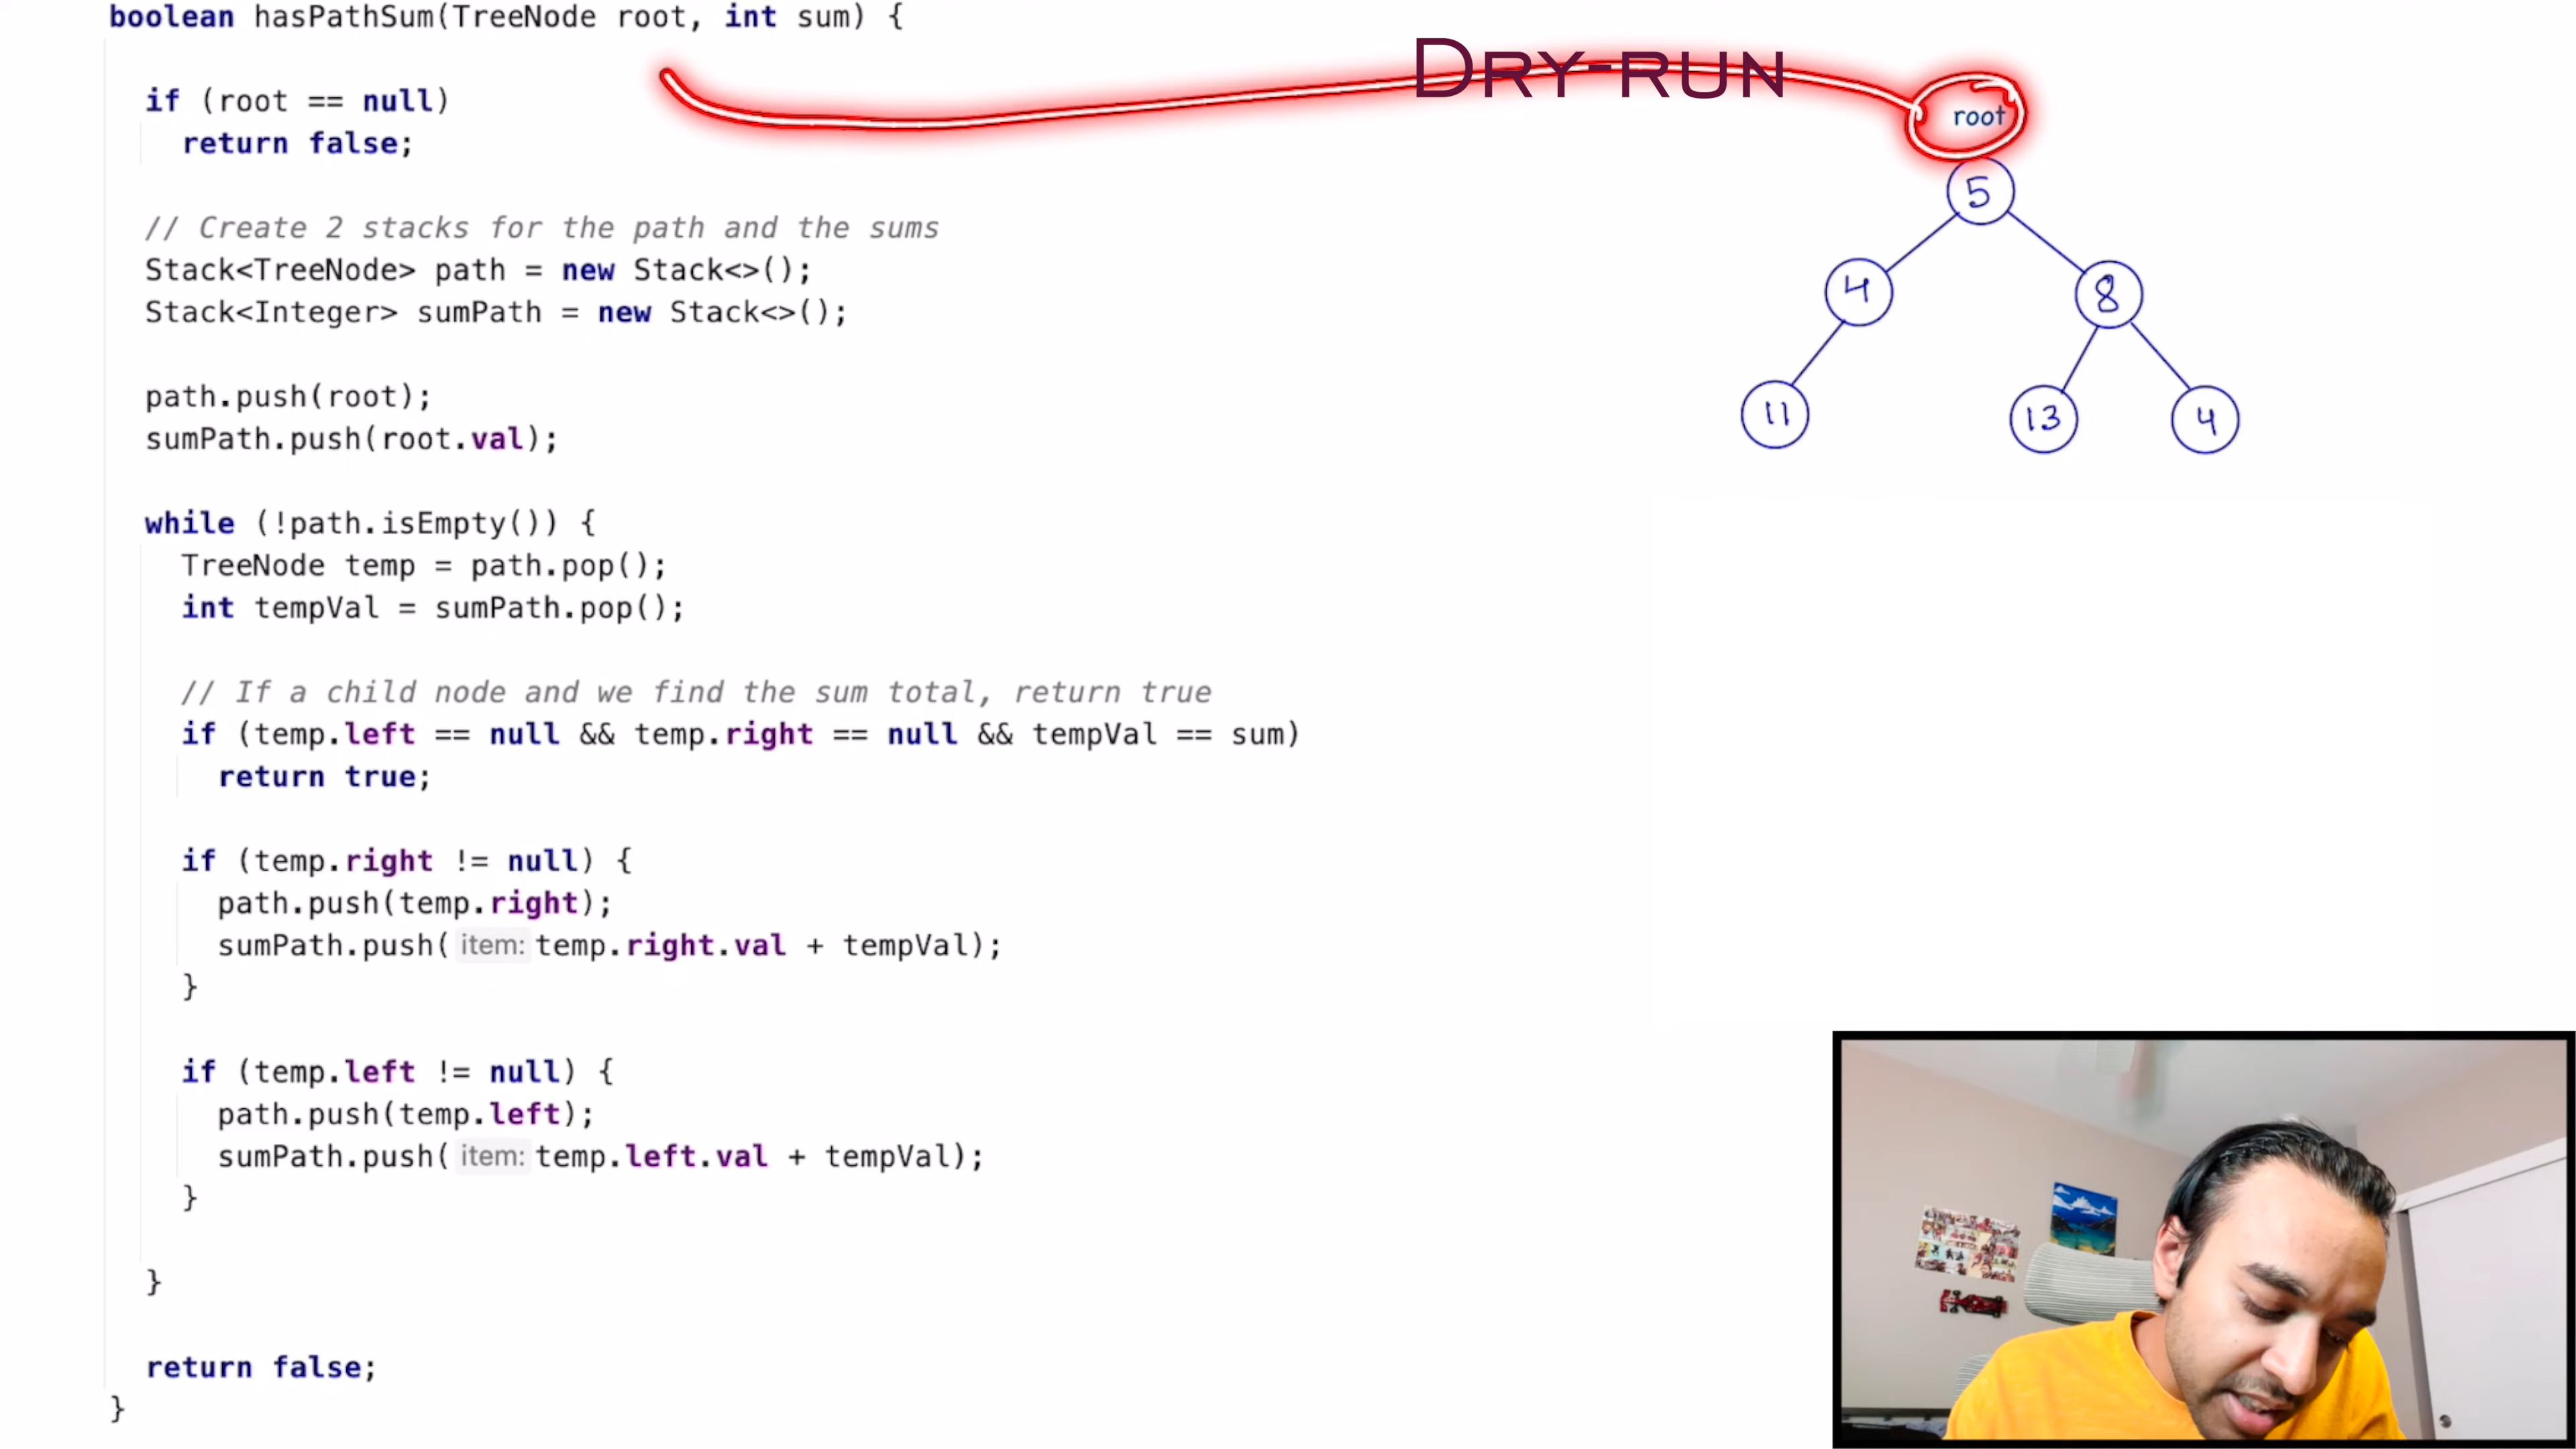 boolean hasPathSum(TreeNode root, int sum) {
if (root == null)
return false;
// Create 2 stacks for the path and the sums
Stack<TreeNode> path = new Stack<>();
Stack<Integer> sumPath = new Stack<>();
path.push(root);
sumPath.push(root.val);
while (!path.isEmpty()) {
TreeNode temp = path.pop();
int tempVal = sumPath.pop();
// If a child node and we find the sum total, return true
if (temp.left == null && temp.right == null && tempVal == sum)
return true;
if (temp.right != null) {
path.push(temp.right);
sumPath.push( item: temp.right.val + tempVal);
}
if (temp.left != null) {
path.push(temp.left);
sumPath.push( item: temp.left.val + tempVal);
}
}
return false;
}
DRY-RUN
root
5
4 8
11 13 4